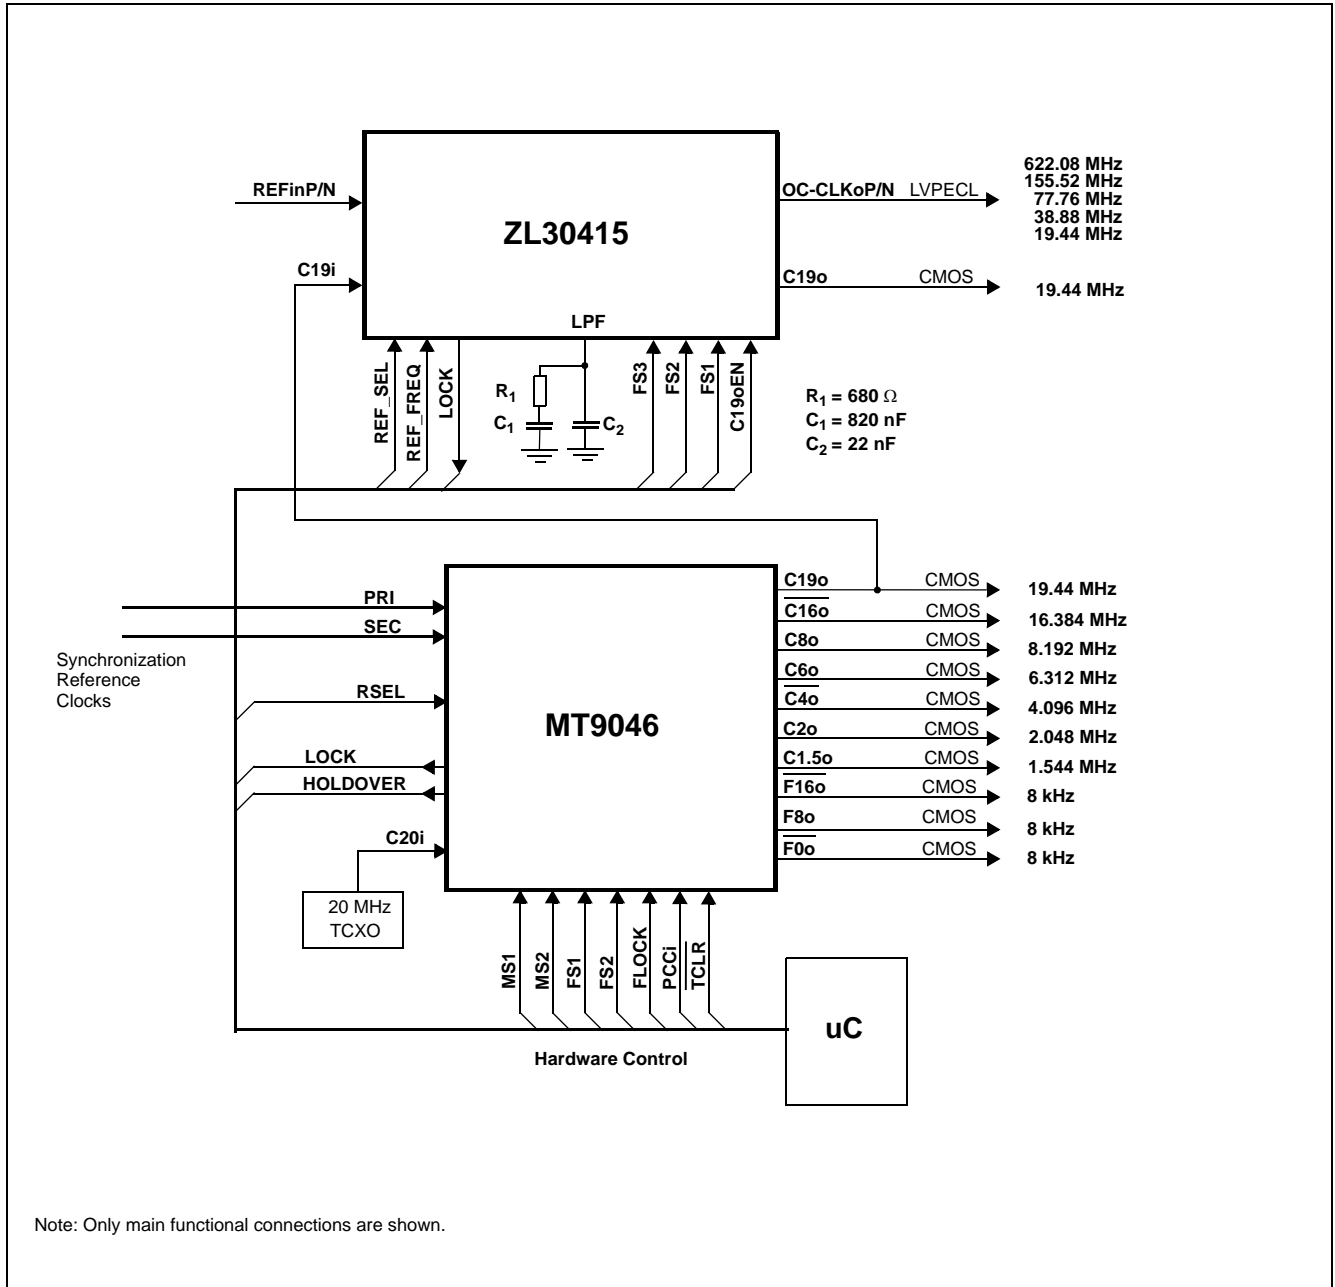 622.08 MHz
155.52 MHz
77.76 MHz
38.88 MHz
19.44 MHz
REFinP/N
OC-CLKoP/N LVPECL
ZL30415
C19i
C19o CMOS
19.44 MHz
LPF
REF_SEL
REF_FREQ
LOCK
R1
C1
C2
FS3
FS2
FS1
C19oEN
R1 = 680 Ω
C1 = 820 nF
C2 = 22 nF
C19o CMOS 19.44 MHz
C16o CMOS 16.384 MHz
C8o CMOS 8.192 MHz
C6o CMOS 6.312 MHz
C4o CMOS 4.096 MHz
C2o CMOS 2.048 MHz
C1.5o CMOS 1.544 MHz
F16o CMOS 8 kHz
F8o CMOS 8 kHz
F0o CMOS 8 kHz
PRI
SEC
Synchronization
Reference
Clocks
RSEL
MT9046
LOCK
HOLDOVER
C20i
20 MHz
TCXO
MS1
MS2
FS1
FS2
FLOCK
PCCi
TCLR
uC
Hardware Control
Note: Only main functional connections are shown.